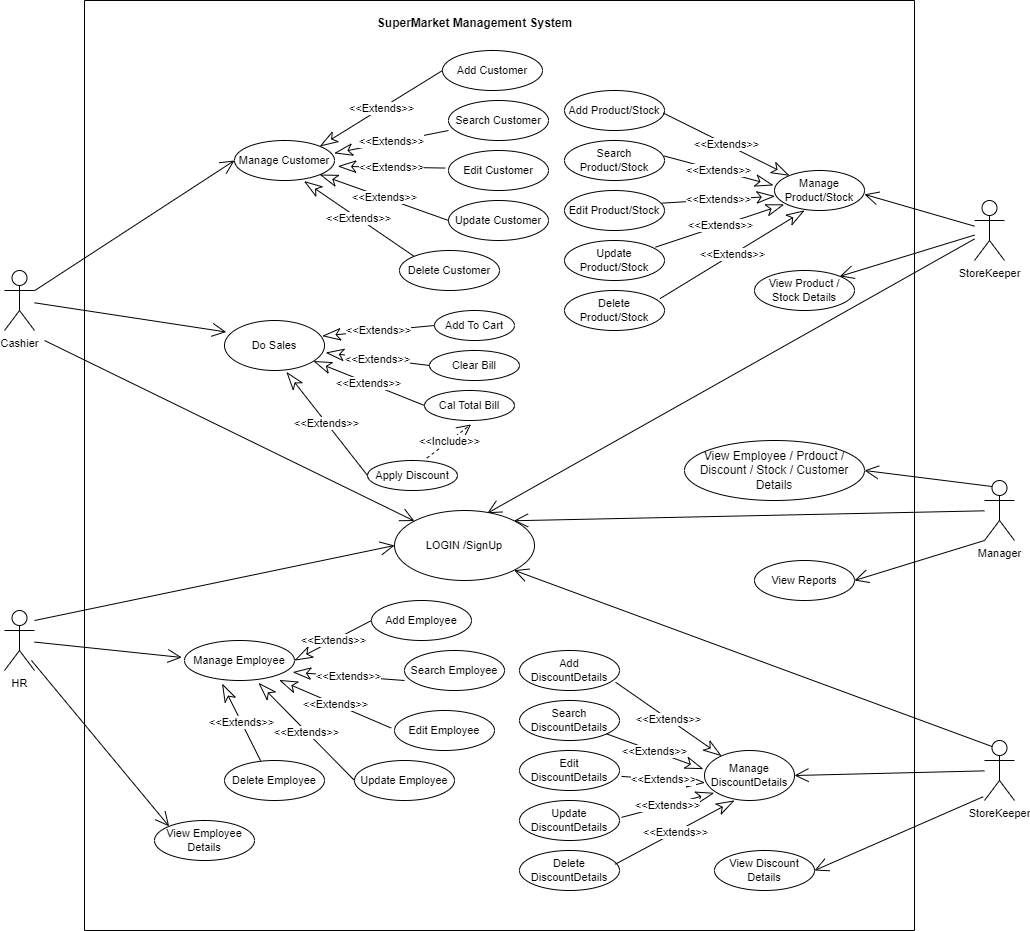 SuperMarket Management System
Add Customer
<<Extends>>
Search Customer
<<Extends>>
Manage Customer
<<Extends>>
Edit Customer
<<Extends>>
Update Customer
<<Extends>>
Delete Customer
Add Product/Stock
<<Extends>>
Search
Product/Stock
<<Extends>>
Manage
Product/Stock
Edit Product/Stock
<<Extends>>
<<Extends>>
Update
Product/Stock
<<Extends>>
Delete
Product/Stock
StoreKeeper
View Product /
Stock Details
Cashier
Do Sales
<<Extends>>
Add To Cart
<<Extends>>
Clear Bill
<<Extends>>
Cal Total Bill
<<Extends>>
<<Include>>
Apply Discount
View Employee / Prdouct /
Discount / Stock / Customer
Details
LOGIN /SignUp
Manager
View Reports
HR
Add Employee
<<Extends>>
Manage Employee
Search Employee
<<Extends>>
<<Extends>>
Edit Employee
<<Extends>>
<<Extends>>
Delete Employee
Update Employee
View Employee
Details
Add
DiscountDetails
<<Extends>>
Search
DiscountDetails
<<Extends>>
Edit
DiscountDetails
<<Extends>>
Manage
DiscountDetails
<<Extends>>
Update
DiscountDetails
<<Extends>>
Delete
DiscountDetails
View Discount
Details
StoreKeeper